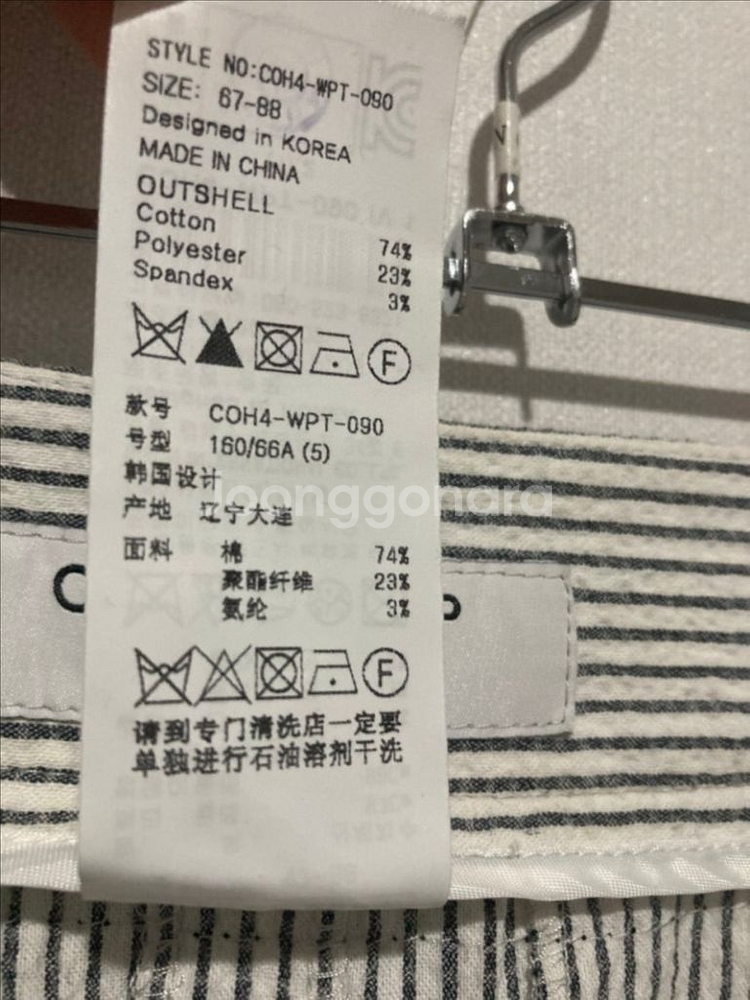 STYLE NO:COH4-WPT-090
SIZE: 67-88
Designed in KOREA
MADE IN CHINA
OUTSHELL
Cotton 74%
Polyester 23%
Spandex 3%
F
款号 COH4-WPT-090
号型 160/66A (5)
韩国设计
产地 辽宁大连
joonggonara
面料 棉 74%
聚酯纤维 23%
氨纶 3%
F
请到专门清洗店一定要
单独进行石油溶剂干洗